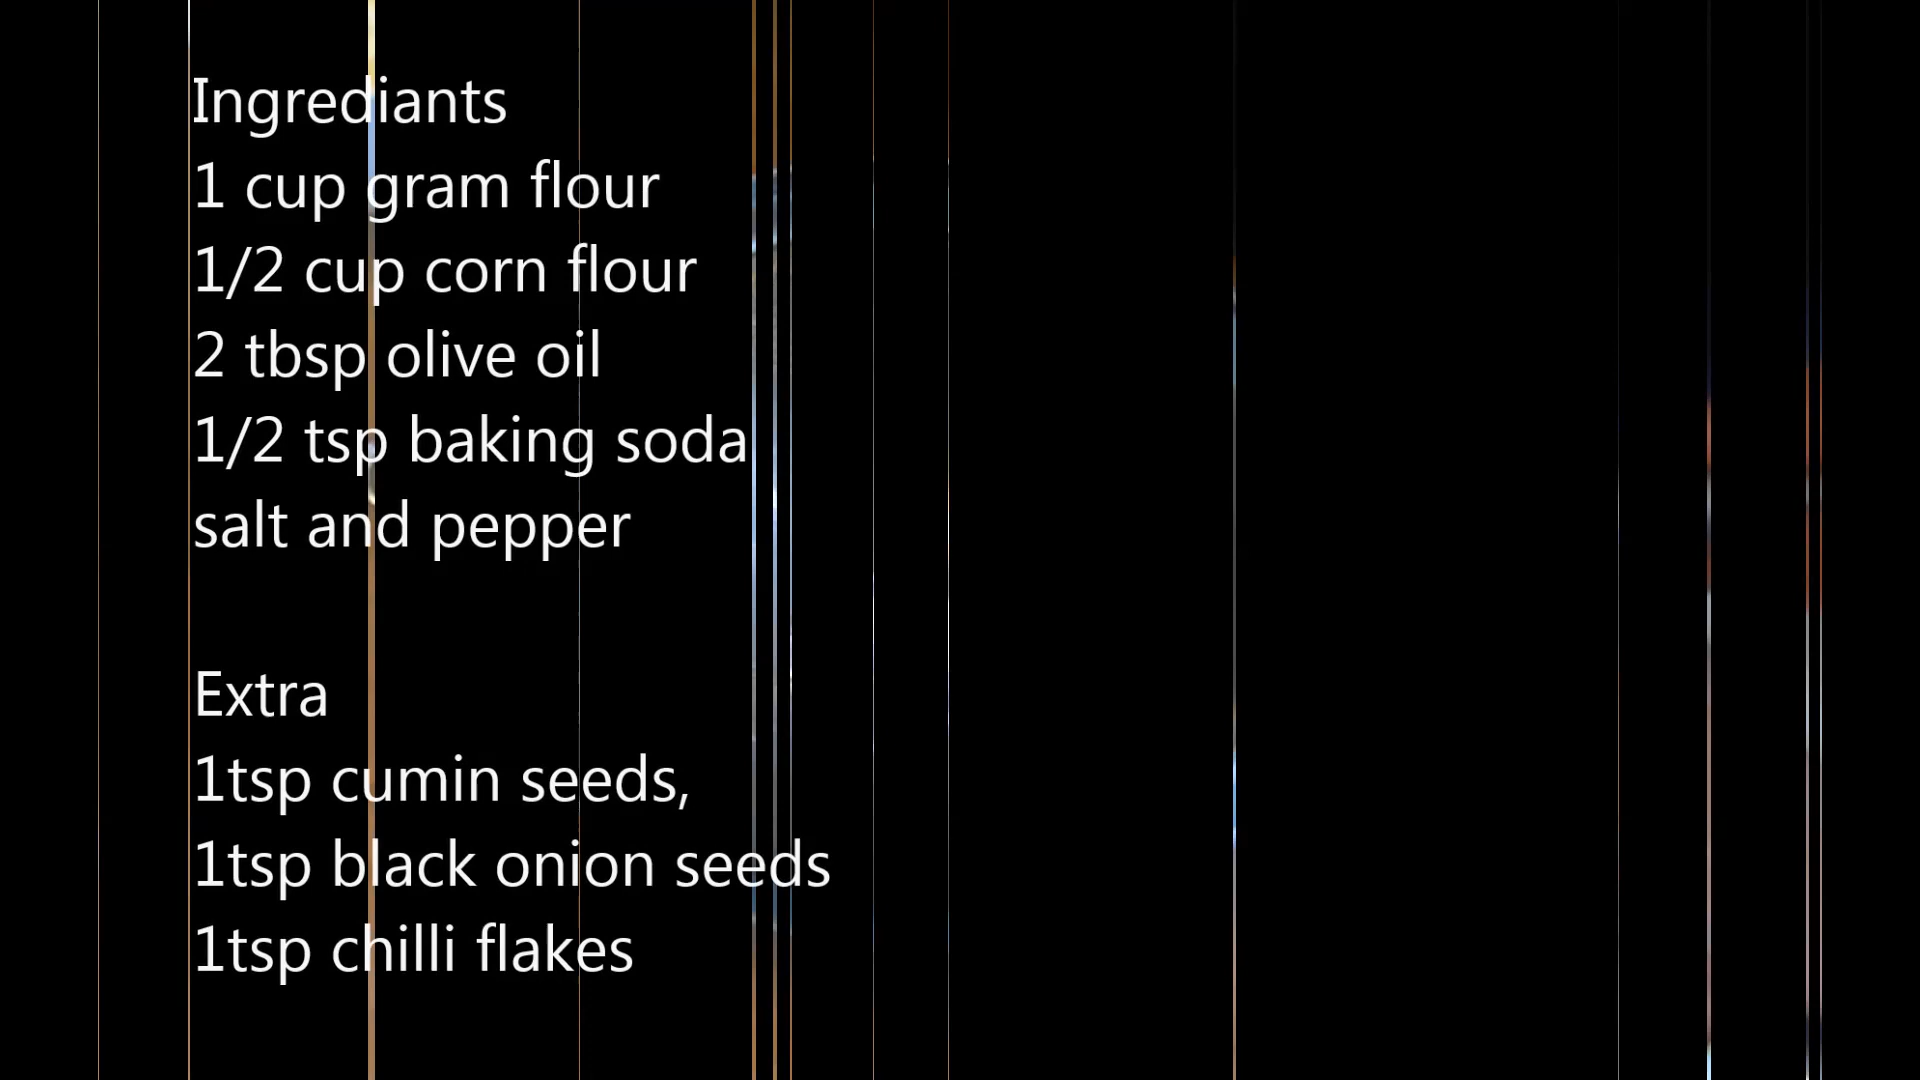 Ingrediants
1 cup gram flour
1/2 cup corn flour
2 tbsp olive oil
1/2 tsp baking soda
salt and pepper
Extra
1tsp cumin seeds,
1tsp black onion seeds
1tsp chilli flakes